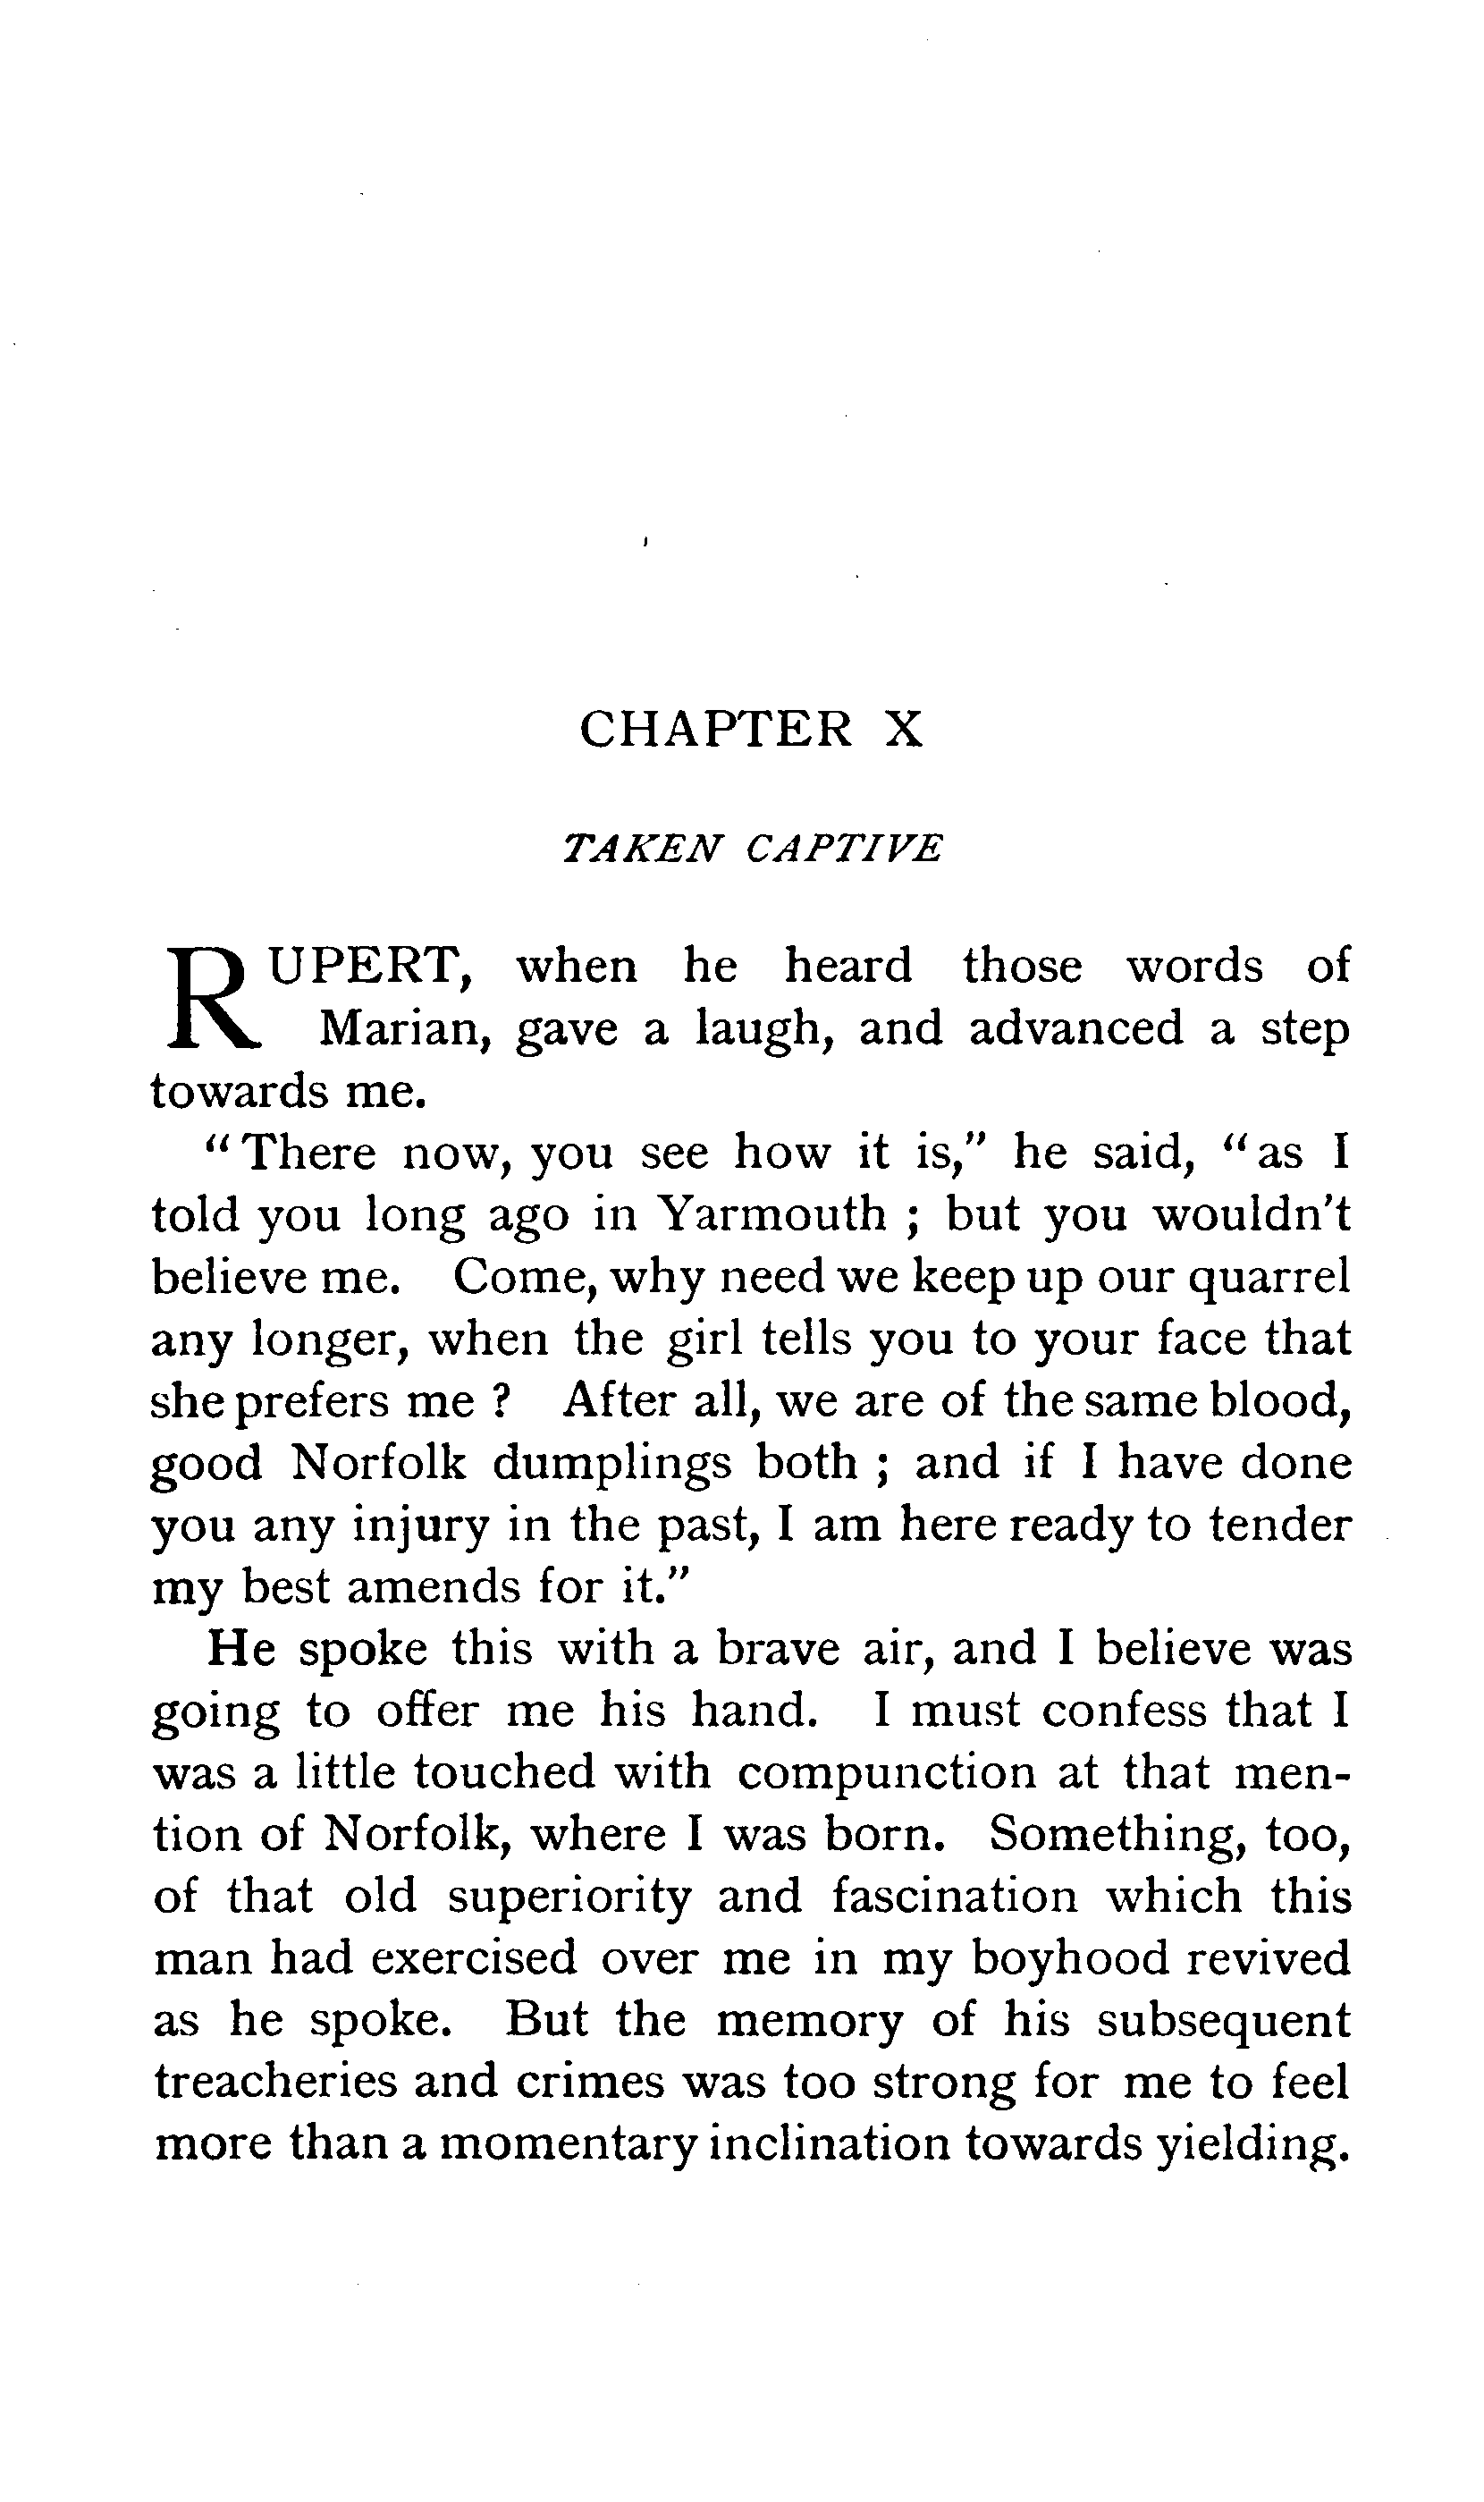 CHAPTER X
TAKEN CAPTIVE
RUPERT, when he heard those words of
Marian, gave a laugh, and advanced a step
towards me.
"There now, you see how it is," he said, "as I
told you long ago in Yarmouth ; but you wouldn't
believe me. Come, why need we keep up our quarrel
any longer, when the girl tells you to your face that
she prefers me ? After all, we are of the same blood,
good Norfolk dumplings both ; and if I have done
you any injury in the past, I am here ready to tender
my best amends for it."
He spoke this with a brave air, and I believe was
going to offer me his hand. I must confess that I
was a little touched with compunction at that men-
tion of Norfolk, where I was born. Something, too,
of that old superiority and fascination which this
man had exercised over me in my boyhood revived
as he spoke. But the memory of his subsequent
treacheries and crimes was too strong for me to feel
more than a momentary inclination towards yielding.